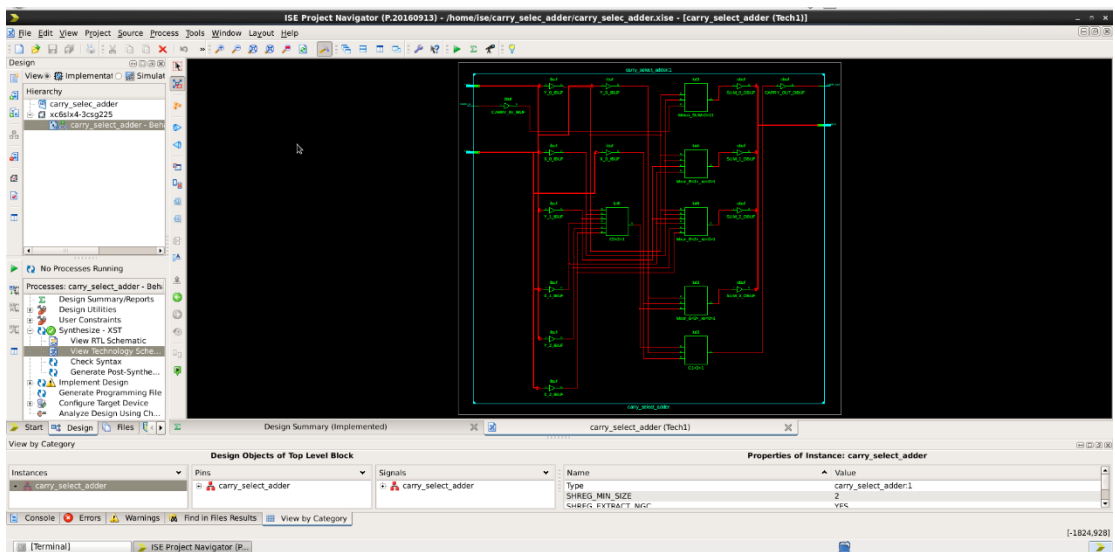 ISE Project Navigator (P.20160913) - /home/ise/carry_selec_adder/carry_selec_adder.xise - [carry_select_adder (Tech1)]
File Edit View Project Source Process Tools Window Layout Help
Design
View: Implementat Simulat
Hierarchy
carry_selec_adder
xc6slx4-3csg225
carry_select_adder - Beha
No Processes Running
Processes: carry_select_adder - Beh
Design Summary/Reports
Design Utilities
User Constraints
Synthesize - XST
View RTL Schematic
View Technology Sche...
Check Syntax
Generate Post-Synthe...
Implement Design
Generate Programming File
Configure Target Device
Analyze Design Using Ch...
carry_select_adder:1
CARRY_OUT_OBUF
carry_select_adder
Start Design Files
Design Summary (Implemented)
carry_select_adder (Tech1)
View by Category
Design Objects of Top Level Block
Properties of Instance: carry_select_adder
Instances Pins Signals Name Value
carry_select_adder carry_select_adder carry_select_adder Type carry_select_adder:1
SHREG_MIN_SIZE 2
SHREG_EXTRACT_NGC YES
Console Errors Warnings Find in Files Results View by Category
[-1824,928]
[Terminal] ISE Project Navigator (P...